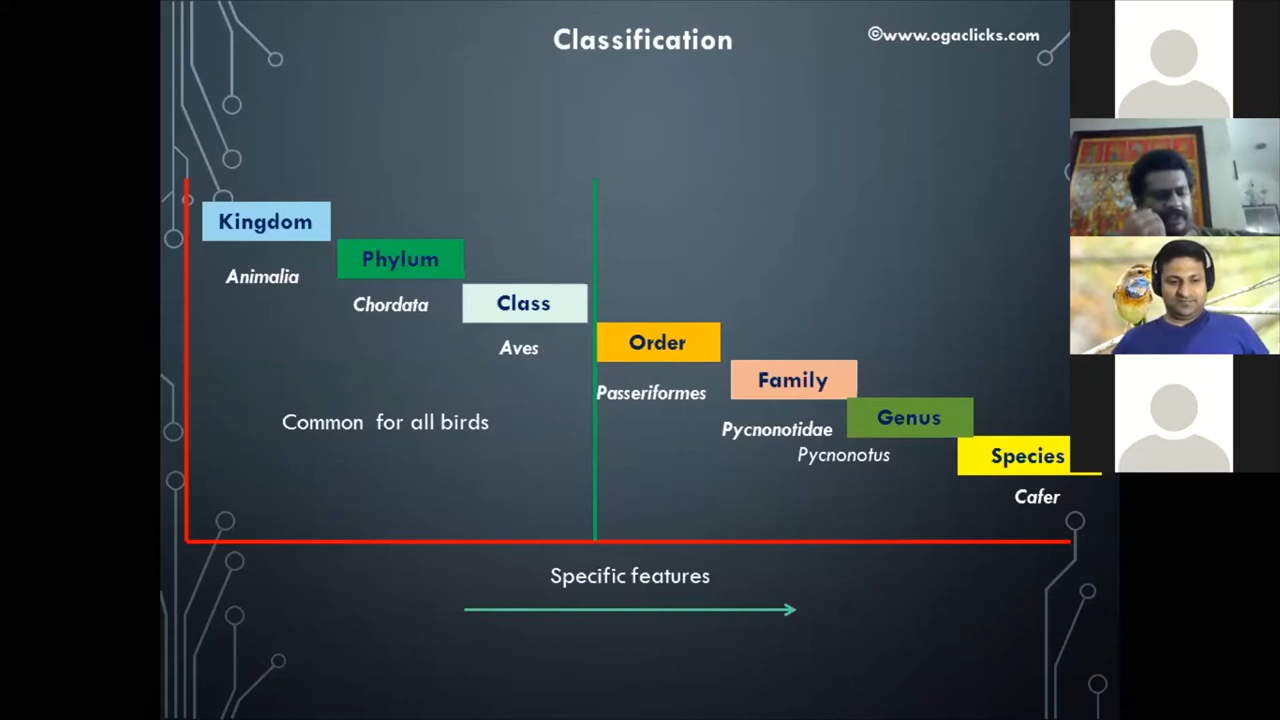 Classification
©www.ogaclicks.com
Kingdom
Animalia
Phylum
Chordata
Class
Aves
Order
Passeriformes
Family
Pycnonotidae
Genus
Pycnonotus
Species
Cafer
Common for all birds
Specific features